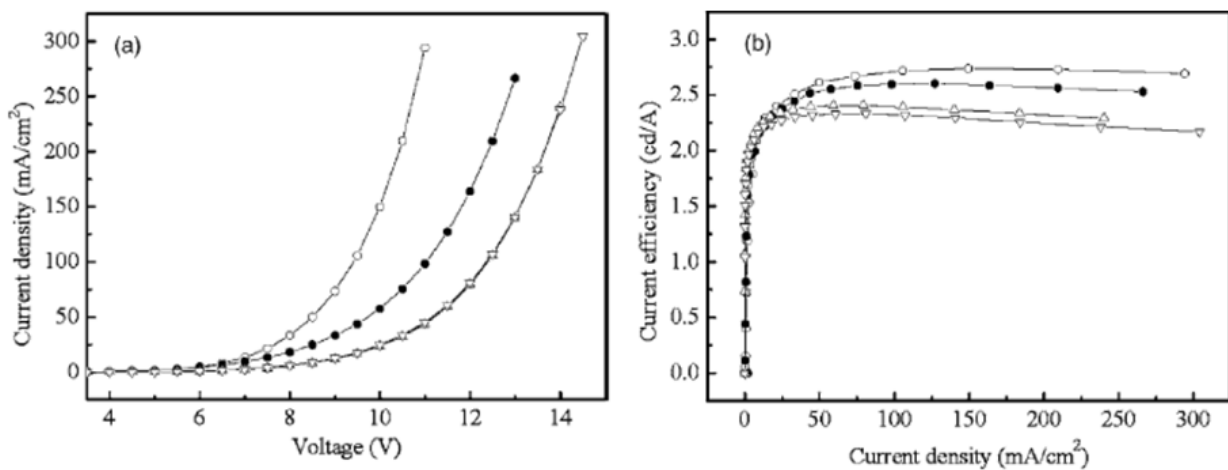 (a)
300
250
200
150
100
50
0
Current density (mA/cm²)
4 6 8 10 12 14
Voltage (V)
(b)
3.0
2.5
2.0
1.5
1.0
0.5
0.0
Current efficiency (cd/A)
0 50 100 150 200 250 300
Current density (mA/cm²)